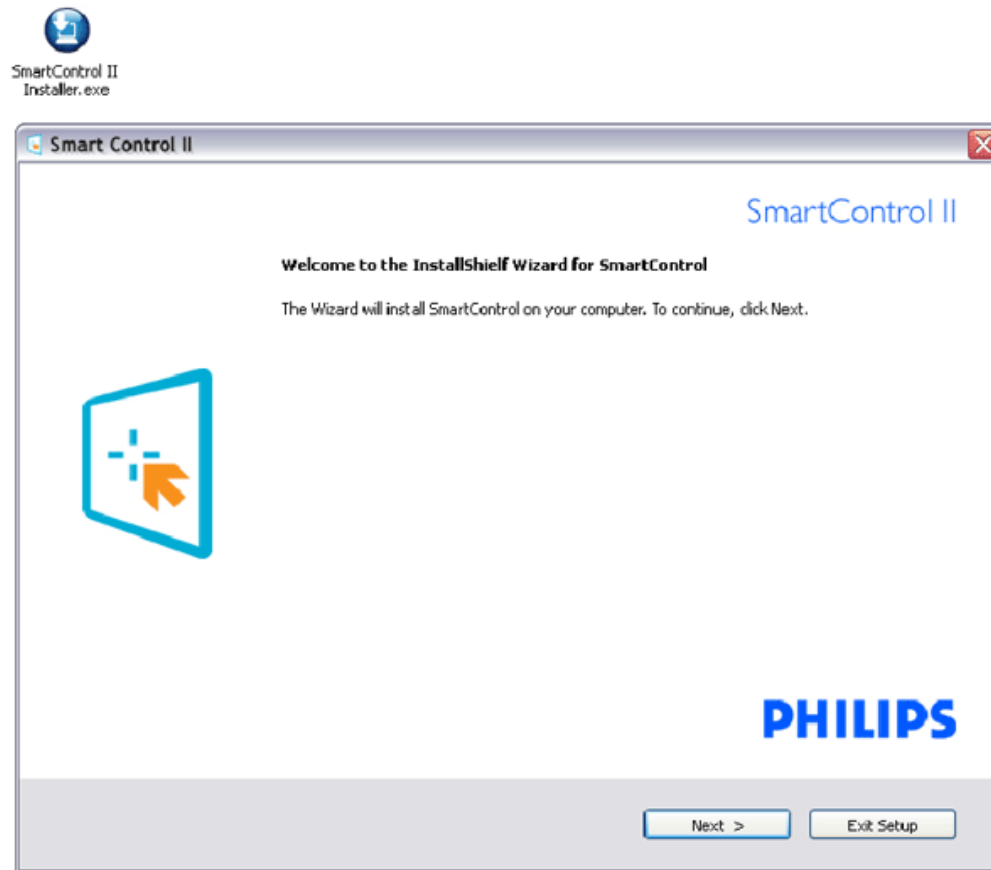 SmartControl II
Installer.exe
Smart Control II
SmartControl II
Welcome to the InstallShielf Wizard for SmartControl
The Wizard will install SmartControl on your computer. To continue, click Next.
PHILIPS
Next >
Exit Setup